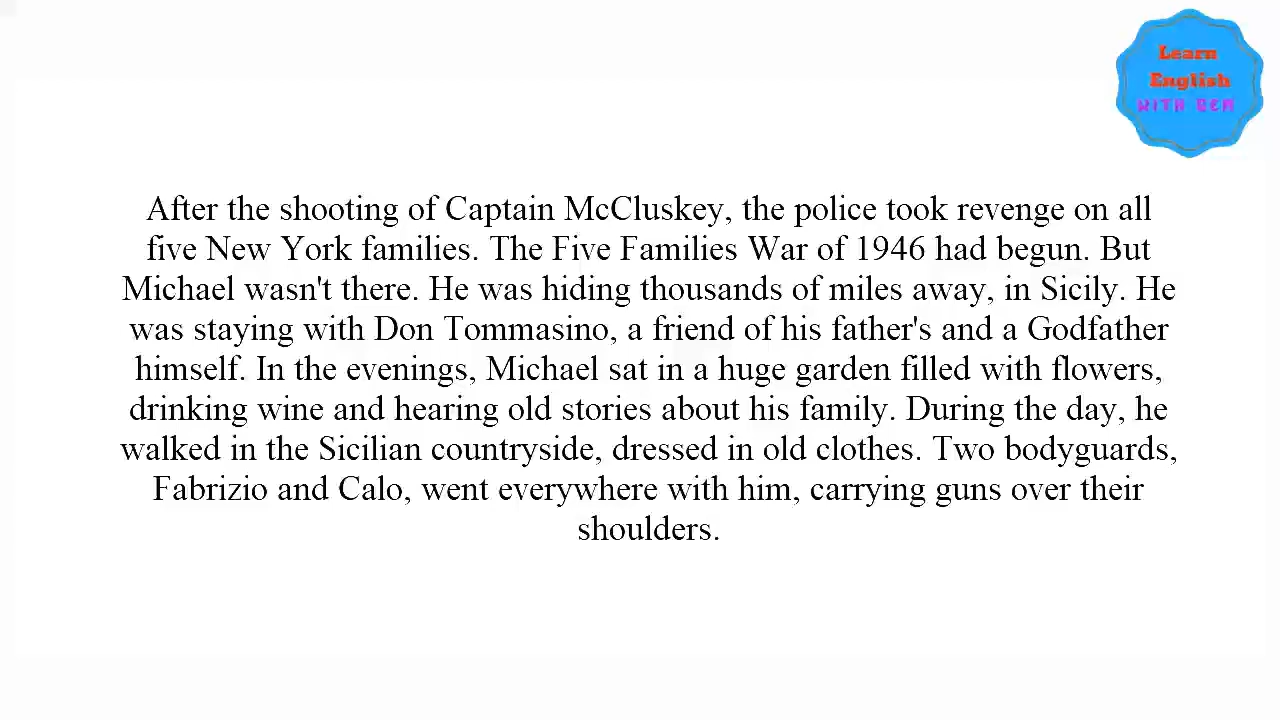 Learn
English
WITH BEN
After the shooting of Captain McCluskey, the police took revenge on all
five New York families. The Five Families War of 1946 had begun. But
Michael wasn't there. He was hiding thousands of miles away, in Sicily. He
was staying with Don Tommasino, a friend of his father's and a Godfather
himself. In the evenings, Michael sat in a huge garden filled with flowers,
drinking wine and hearing old stories about his family. During the day, he
walked in the Sicilian countryside, dressed in old clothes. Two bodyguards,
Fabrizio and Calo, went everywhere with him, carrying guns over their
shoulders.